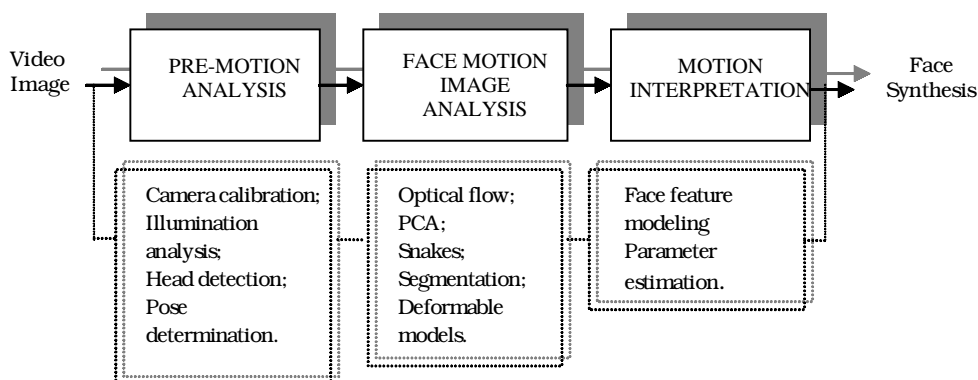 Video
Image
PRE-MOTION
ANALYSIS
FACE MOTION
IMAGE
ANALYSIS
MOTION
INTERPRETATION
Face
Synthesis
Camera calibration;
Illumination
analysis;
Head detection;
Pose
determination.
Optical flow;
PCA;
Snakes;
Segmentation;
Deformable
models.
Face feature
modeling
Parameter
estimation.